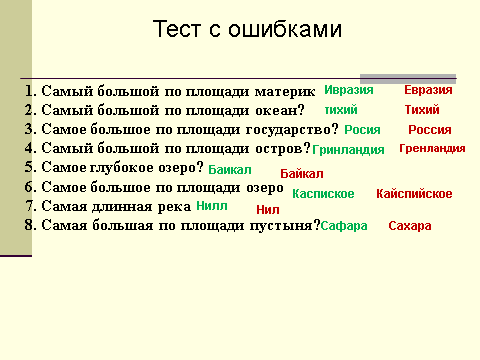 Тест с ошибками
1. Самый большой по площади материк Ивразия Евразия
2. Самый большой по площади океан? тихий Тихий
3. Самое большое по площади государство? Росия Россия
4. Самый большой по площади остров? Гринландия Гренландия
5. Самое глубокое озеро? Баикал Байкал
6. Самое большое по площади озеро Касписkое Кайспийское
7. Самая длинная река Нилл Нил
8. Самая большая по площади пустыня? Сафара Сахара